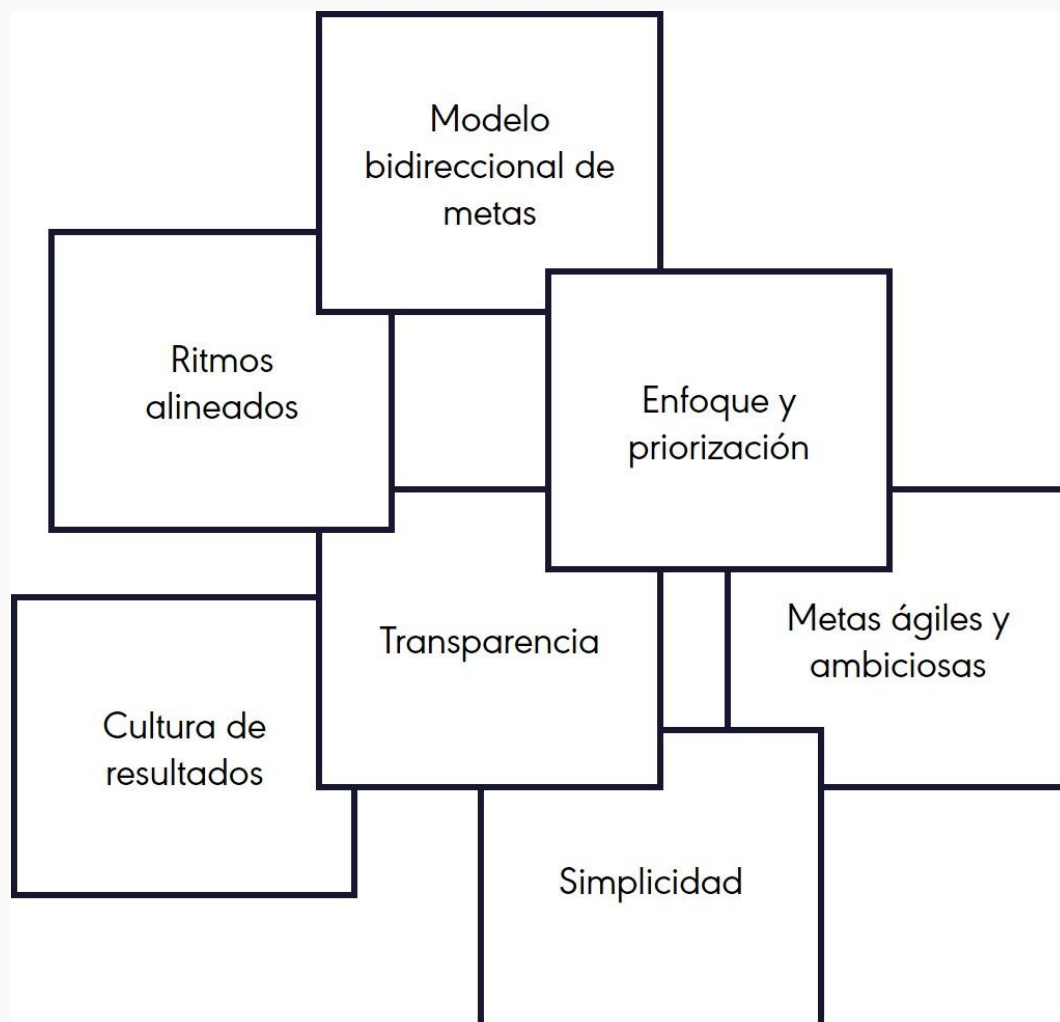 Modelo
bidireccional de
metas
Ritmos
alineados
Enfoque y
priorización
Transparencia
Metas ágiles y
ambiciosas
Cultura de
resultados
Simplicidad